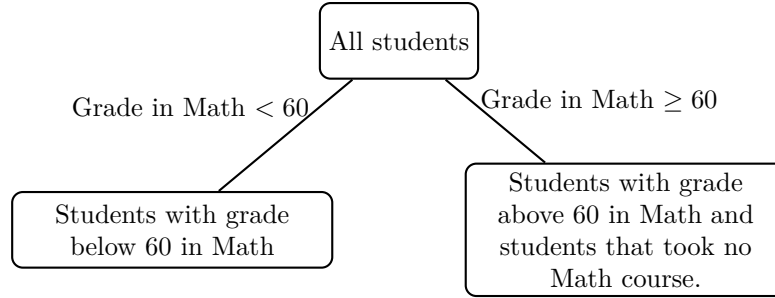 All students
Grade in Math < 60
Grade in Math ≥ 60
Students with grade
below 60 in Math
Students with grade
above 60 in Math and
students that took no
Math course.